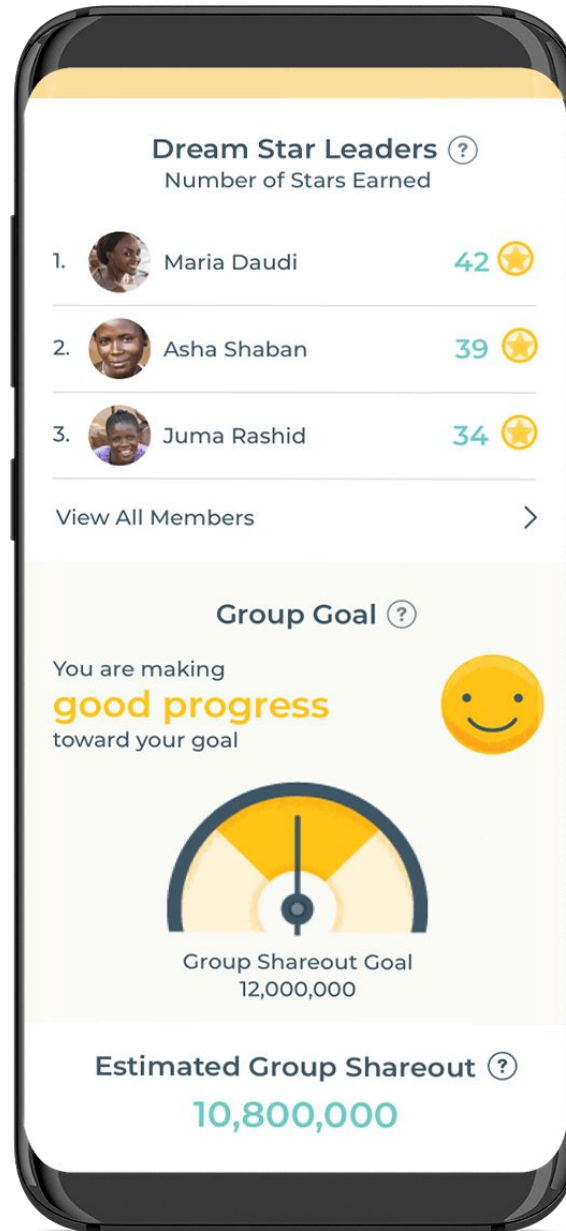 Dream Star Leaders ?
Number of Stars Earned
1. Maria Daudi 42
2. Asha Shaban 39
3. Juma Rashid 34
View All Members
Group Goal ?
You are making
good progress
toward your goal
Group Shareout Goal
12,000,000
Estimated Group Shareout ?
10,800,000